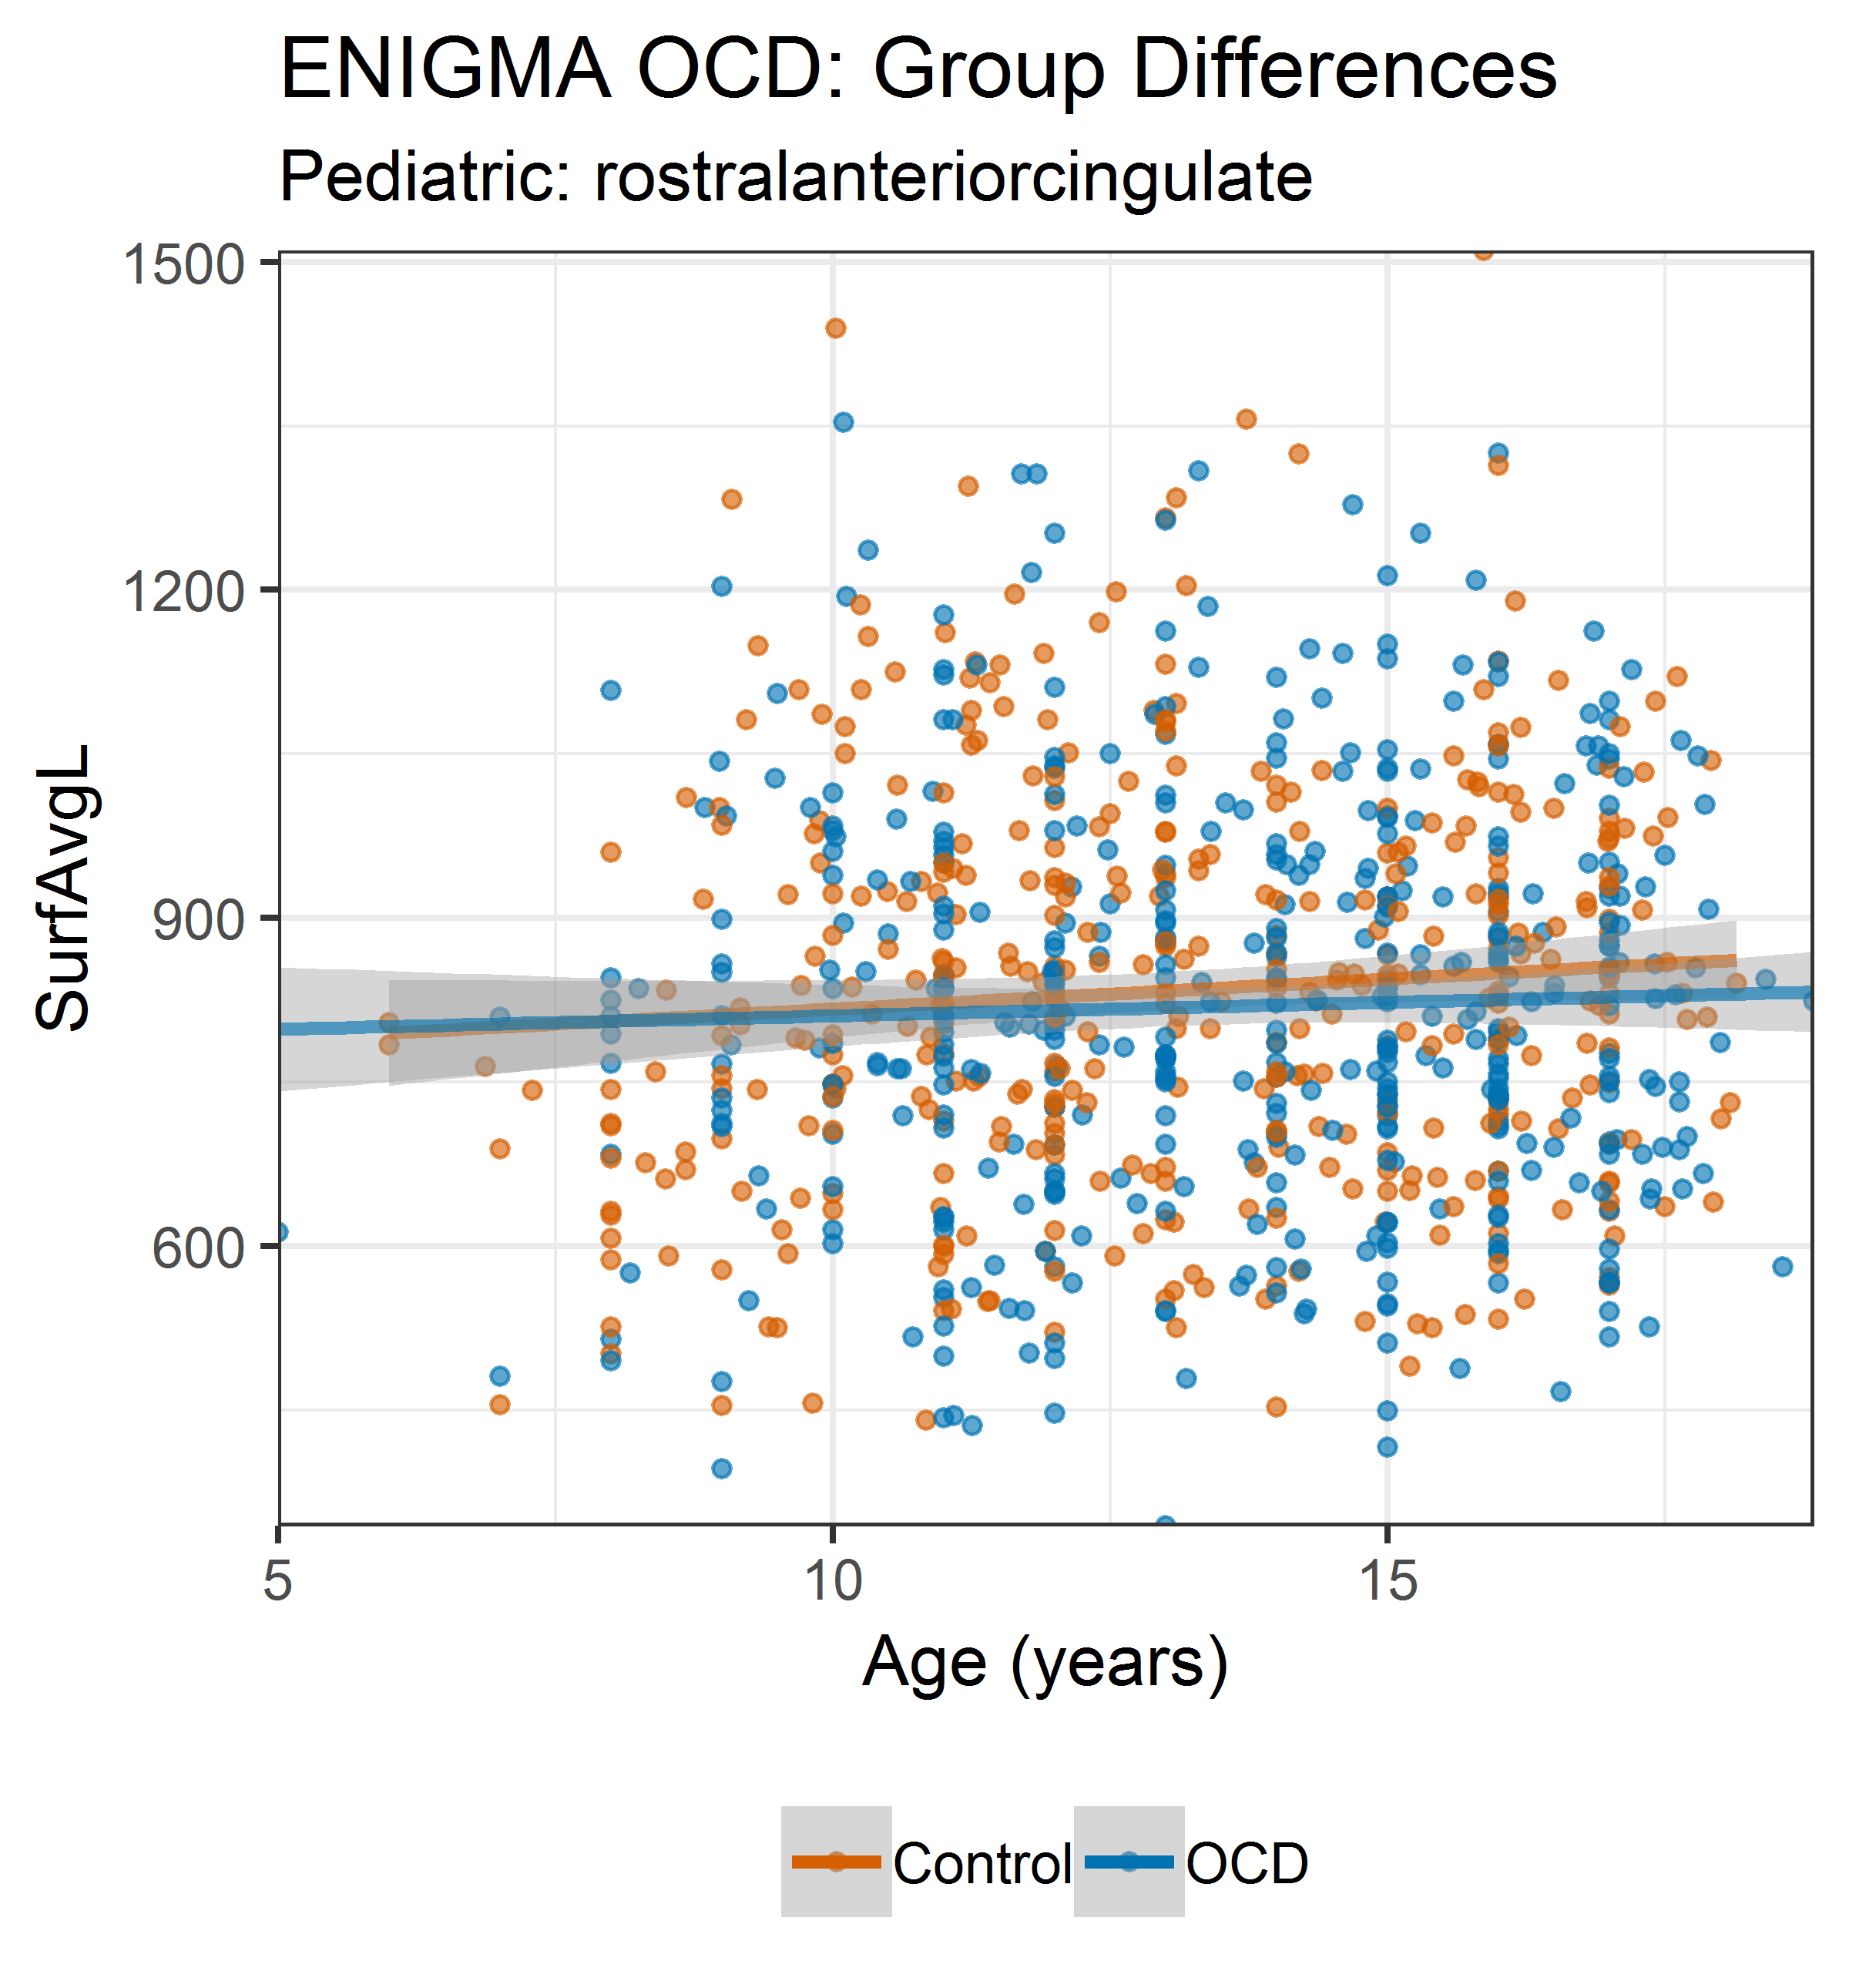 ENIGMA OCD: Group Differences
Pediatric: rostralanteriorcingulate
1500
1200
900
600
SurfAvgL
5 10 15
Age (years)
Control OCD